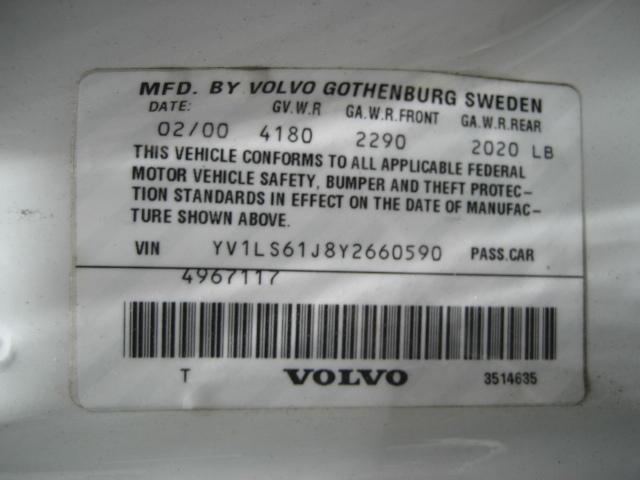 MFD. BY VOLVO GOTHENBURG SWEDEN
DATE: GV.W.R GA.W.R.FRONT GA.W.R.REAR
02/00 4180 2290 2020 LB
THIS VEHICLE CONFORMS TO ALL APPLICABLE FEDERAL
MOTOR VEHICLE SAFETY, BUMPER AND THEFT PROTEC-
TION STANDARDS IN EFFECT ON THE DATE OF MANUFAC-
TURE SHOWN ABOVE.
VIN YV1LS61J8Y2660590 PASS.CAR
4967117
T VOLVO 3514635